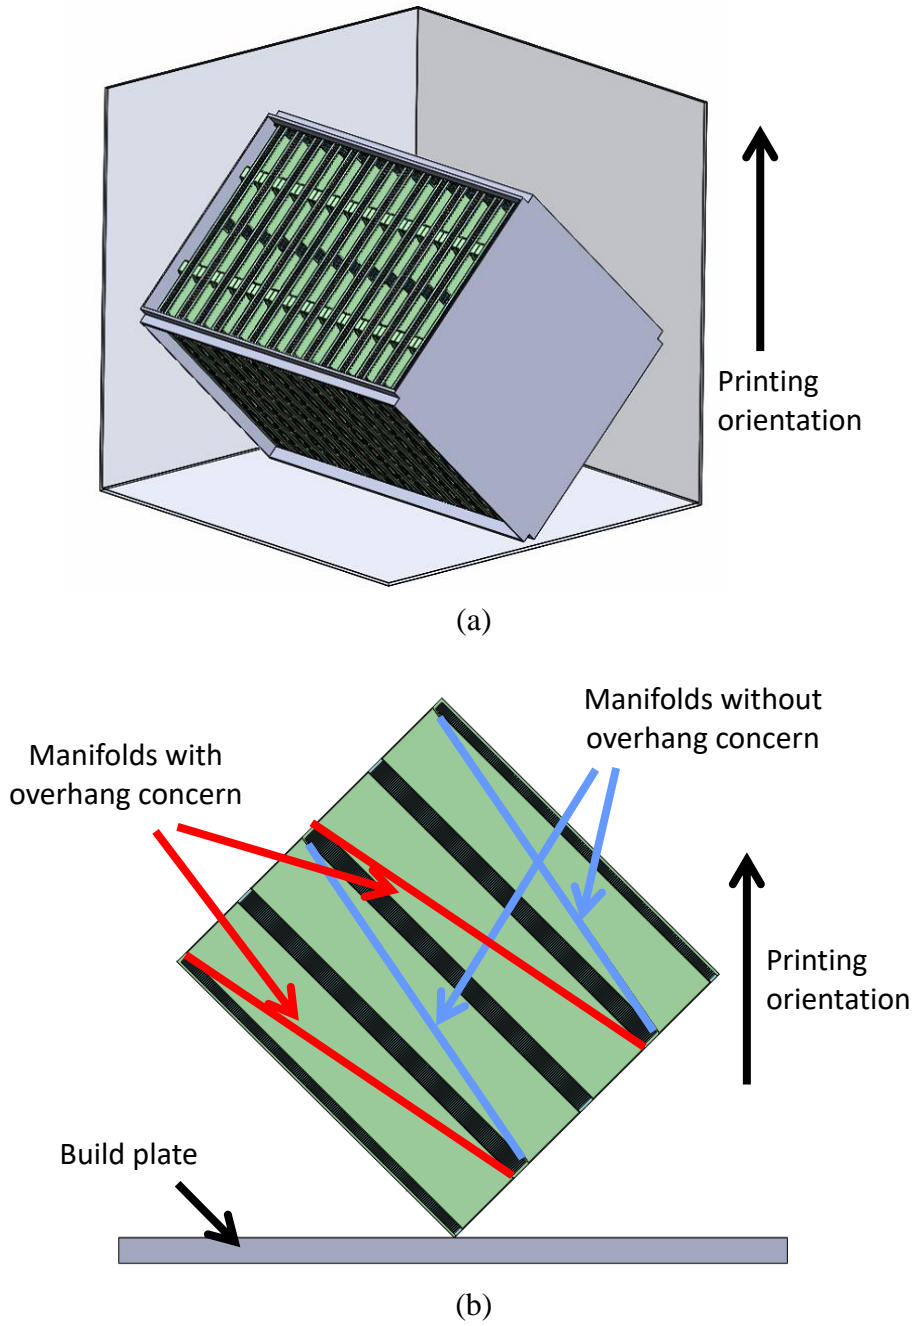 Printing
orientation
(a)
Manifolds without
overhang concern
Manifolds with
overhang concern
Printing
orientation
Build plate
(b)